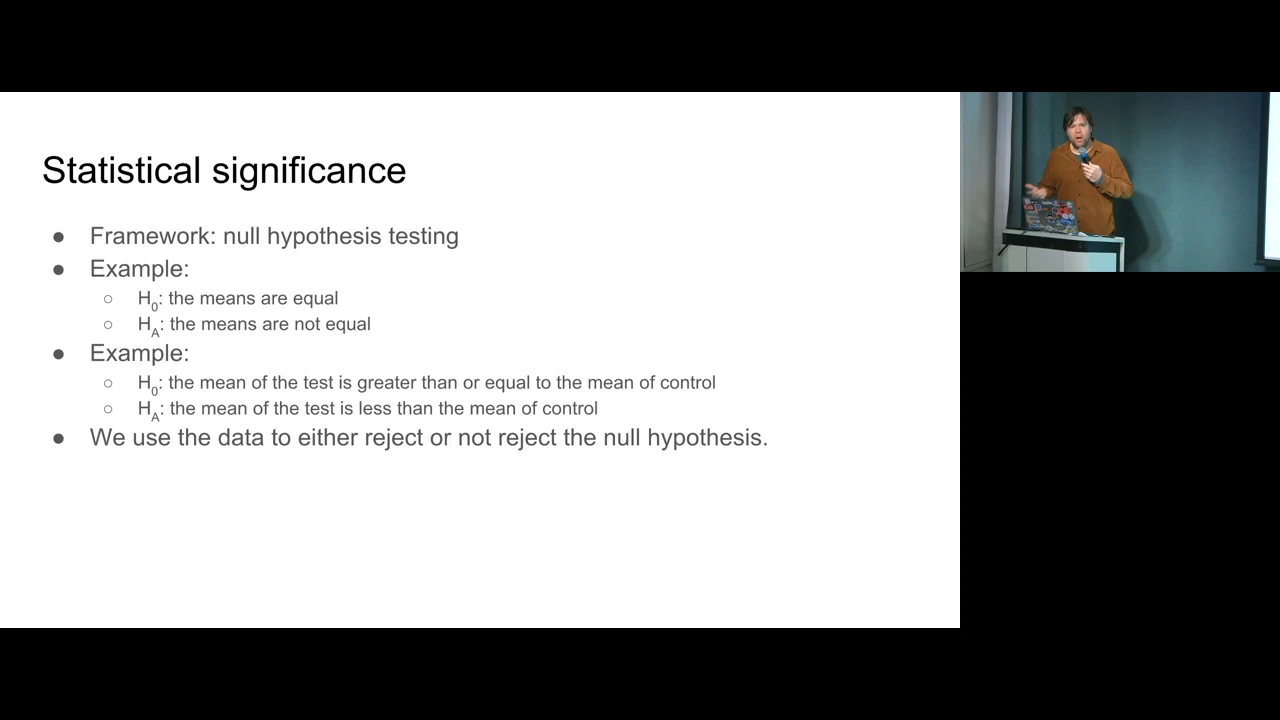 Statistical significance
● Framework: null hypothesis testing
● Example:
○ H₀: the means are equal
○ Hₐ: the means are not equal
● Example:
○ H₀: the mean of the test is greater than or equal to the mean of control
○ Hₐ: the mean of the test is less than the mean of control
● We use the data to either reject or not reject the null hypothesis.